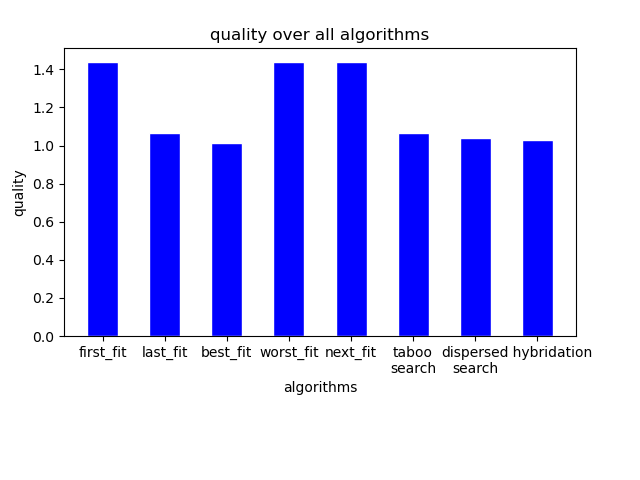 quality over all algorithms
quality
1.4
1.2
1.0
0.8
0.6
0.4
0.2
0.0
first_fit last_fit best_fit worst_fit next_fit taboo dispersed hybridation
search search
algorithms